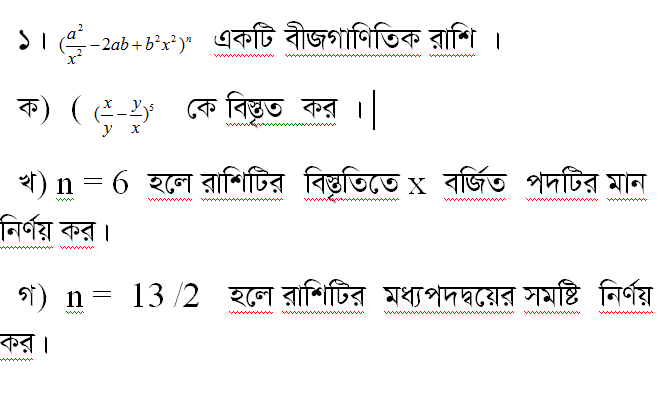 ১। (a²/x² − 2ab + b²x²)ⁿ একটি বীজগাণিতিক রাশি ।
ক) ( (x/y − y/x)⁵ কে বিস্তৃত কর ।
খ) n = 6 হলে রাশিটির বিস্তৃতিতে x বর্জিত পদটির মান
নির্ণয় কর।
গ) n = 13 /2 হলে রাশিটির মধ্যপদদ্বয়ের সমষ্টি নির্ণয়
কর।